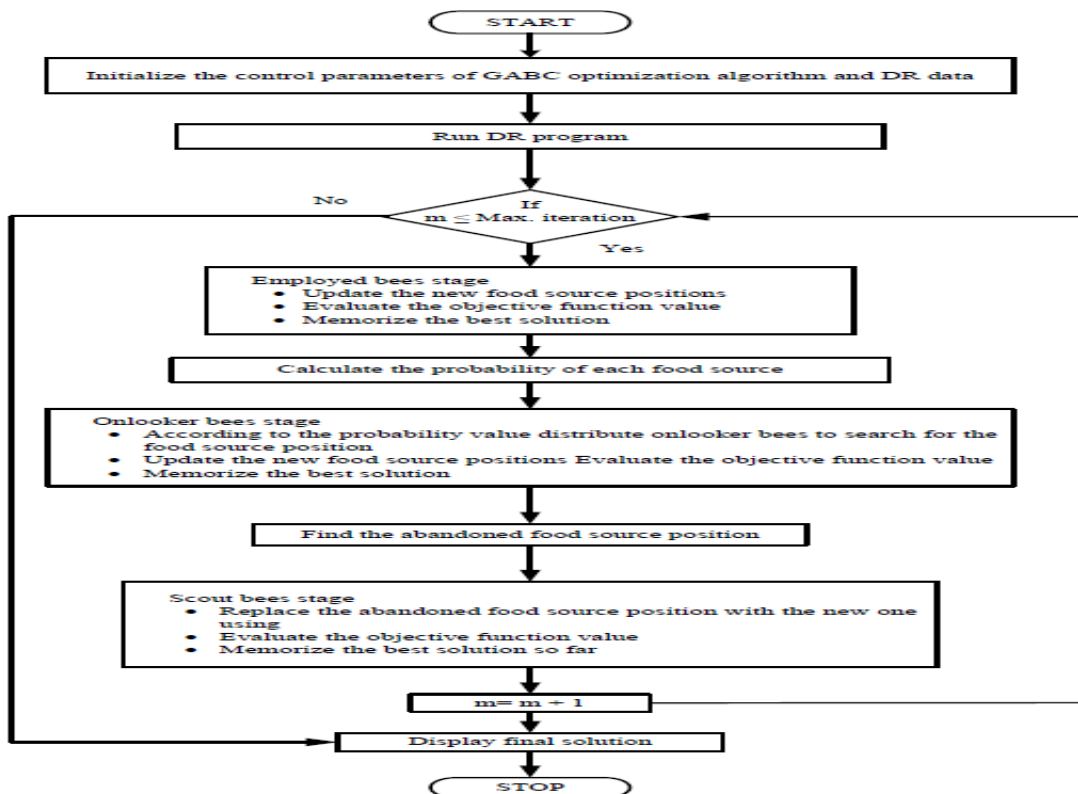 START
Initialize the control parameters of GABC optimization algorithm and DR data
Run DR program
No
If
m ≤ Max. iteration
Yes
Employed bees stage
• Update the new food source positions
• Evaluate the objective function value
• Memorize the best solution
Calculate the probability of each food source
Onlooker bees stage
• According to the probability value distribute onlooker bees to search for the
food source position
• Update the new food source positions Evaluate the objective function value
• Memorize the best solution
Find the abandoned food source position
Scout bees stage
• Replace the abandoned food source position with the new one
using
• Evaluate the objective function value
• Memorize the best solution so far
m= m + 1
Display final solution
STOP